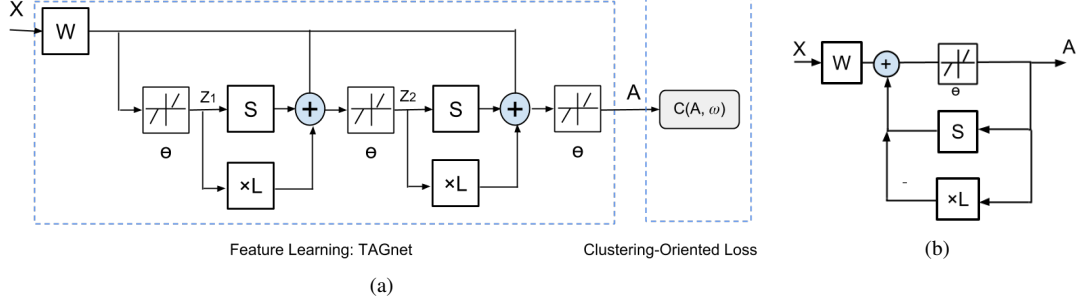 X
W
Z1
S
+
Z2
S
+
A
C(A, ω)
Θ
Θ
Θ
×L
×L
Feature Learning: TAGnet
Clustering-Oriented Loss
(a)
X
W
+
Θ
A
S
-
×L
(b)